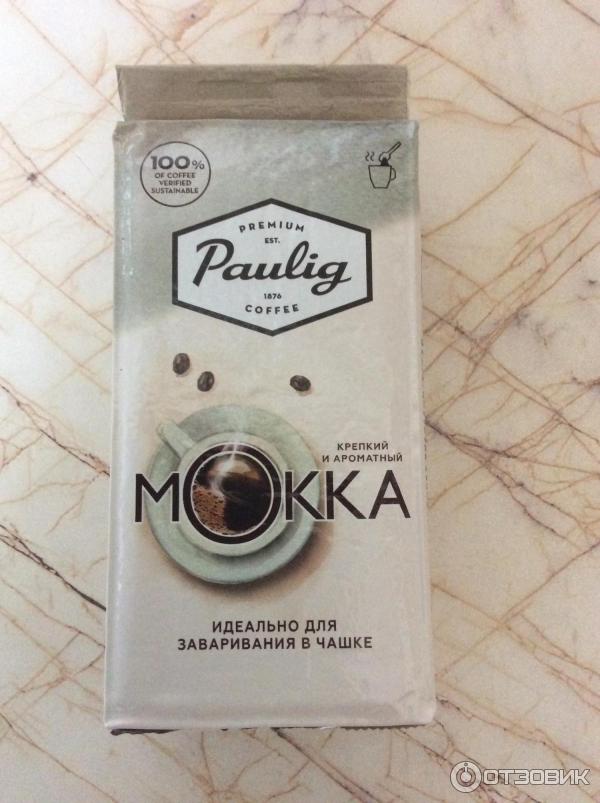 100%
OF COFFEE
VERIFIED
SUSTAINABLE
PREMIUM
EST.
Paulig
1876
COFFEE
КРЕПКИЙ
И АРОМАТНЫЙ
МОККА
ИДЕАЛЬНО ДЛЯ
ЗАВАРИВАНИЯ В ЧАШКЕ
ОТЗОВИК